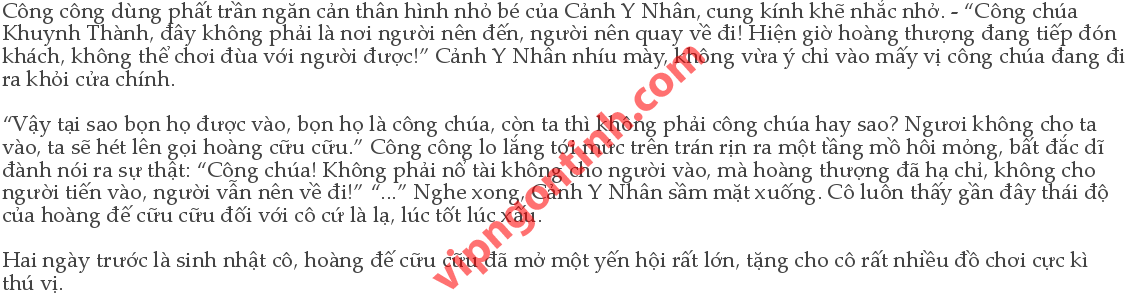 Công công dùng phất trần ngăn cản thân hình nhỏ bé của Cảnh Y Nhân, cung kính khẽ nhắc nhở. - “Công chúa
Khuynh Thành, đây không phải là nơi người nên đến, người nên quay về đi! Hiện giờ hoàng thượng đang tiếp đón
khách, không thể chơi đùa với người được!” Cảnh Y Nhân nhíu mày, không vừa ý chỉ vào mấy vị công chúa đang đi
ra khỏi cửa chính.
“Vậy tại sao bọn họ được vào, bọn họ là công chúa, còn ta thì không phải công chúa hay sao? Ngươi không cho ta
vào, ta sẽ hét lên gọi hoàng cữu cữu.” Công công lo lắng tới mức trên trán rịn ra một tầng mồ hôi mỏng, bất đắc dĩ
đành nói ra sự thật: “Công chúa! Không phải nô tài không cho người vào, mà hoàng thượng đã hạ chỉ, không cho
người tiến vào, người vẫn nên về đi!” “...” Nghe xong, Cảnh Y Nhân sầm mặt xuống. Cô luôn thấy gần đây thái độ
của hoàng đế cữu cữu đối với cô cứ là lạ, lúc tốt lúc xấu.
Hai ngày trước là sinh nhật cô, hoàng đế cữu cữu đã mở một yến hội rất lớn, tặng cho cô rất nhiều đồ chơi cực kì
thú vị.
vipngontinh.com